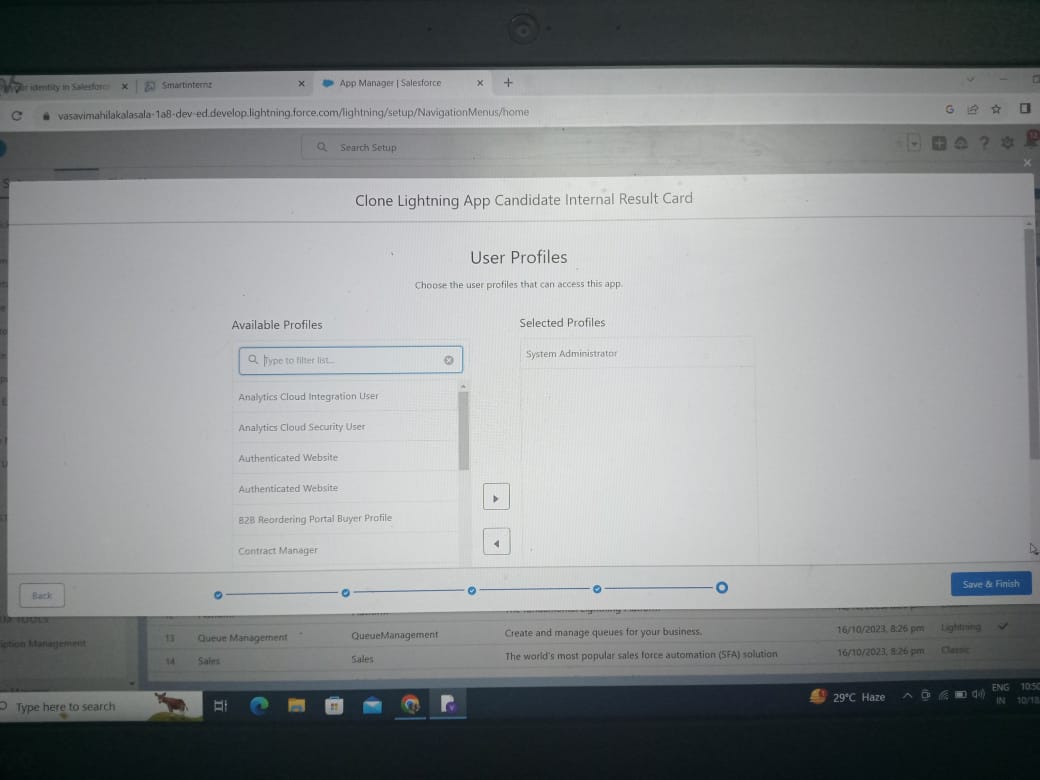 identity in Salesforc
Smartinternz
App Manager | Salesforce
vasavimahilakalasala-1a8-dev-ed.develop.lightning.force.com/lightning/setup/NavigationMenus/home
G
Search Setup
Clone Lightning App Candidate Internal Result Card
User Profiles
Choose the user profiles that can access this app.
Available Profiles
Selected Profiles
Type to filter list...
System Administrator
Analytics Cloud Integration User
Analytics Cloud Security User
Authenticated Website
Authenticated Website
B2B Reordering Portal Buyer Profile
Contract Manager
Back
Save & Finish
13 Queue Management QueueManagement Create and manage queues for your business. 16/10/2023, 8:26 pm Lightning
iption Management
14 Sales Sales The world's most popular sales force automation (SFA) solution 16/10/2023, 8:26 pm Classic
Type here to search
29°C Haze
ENG
IN
10:50
10/18